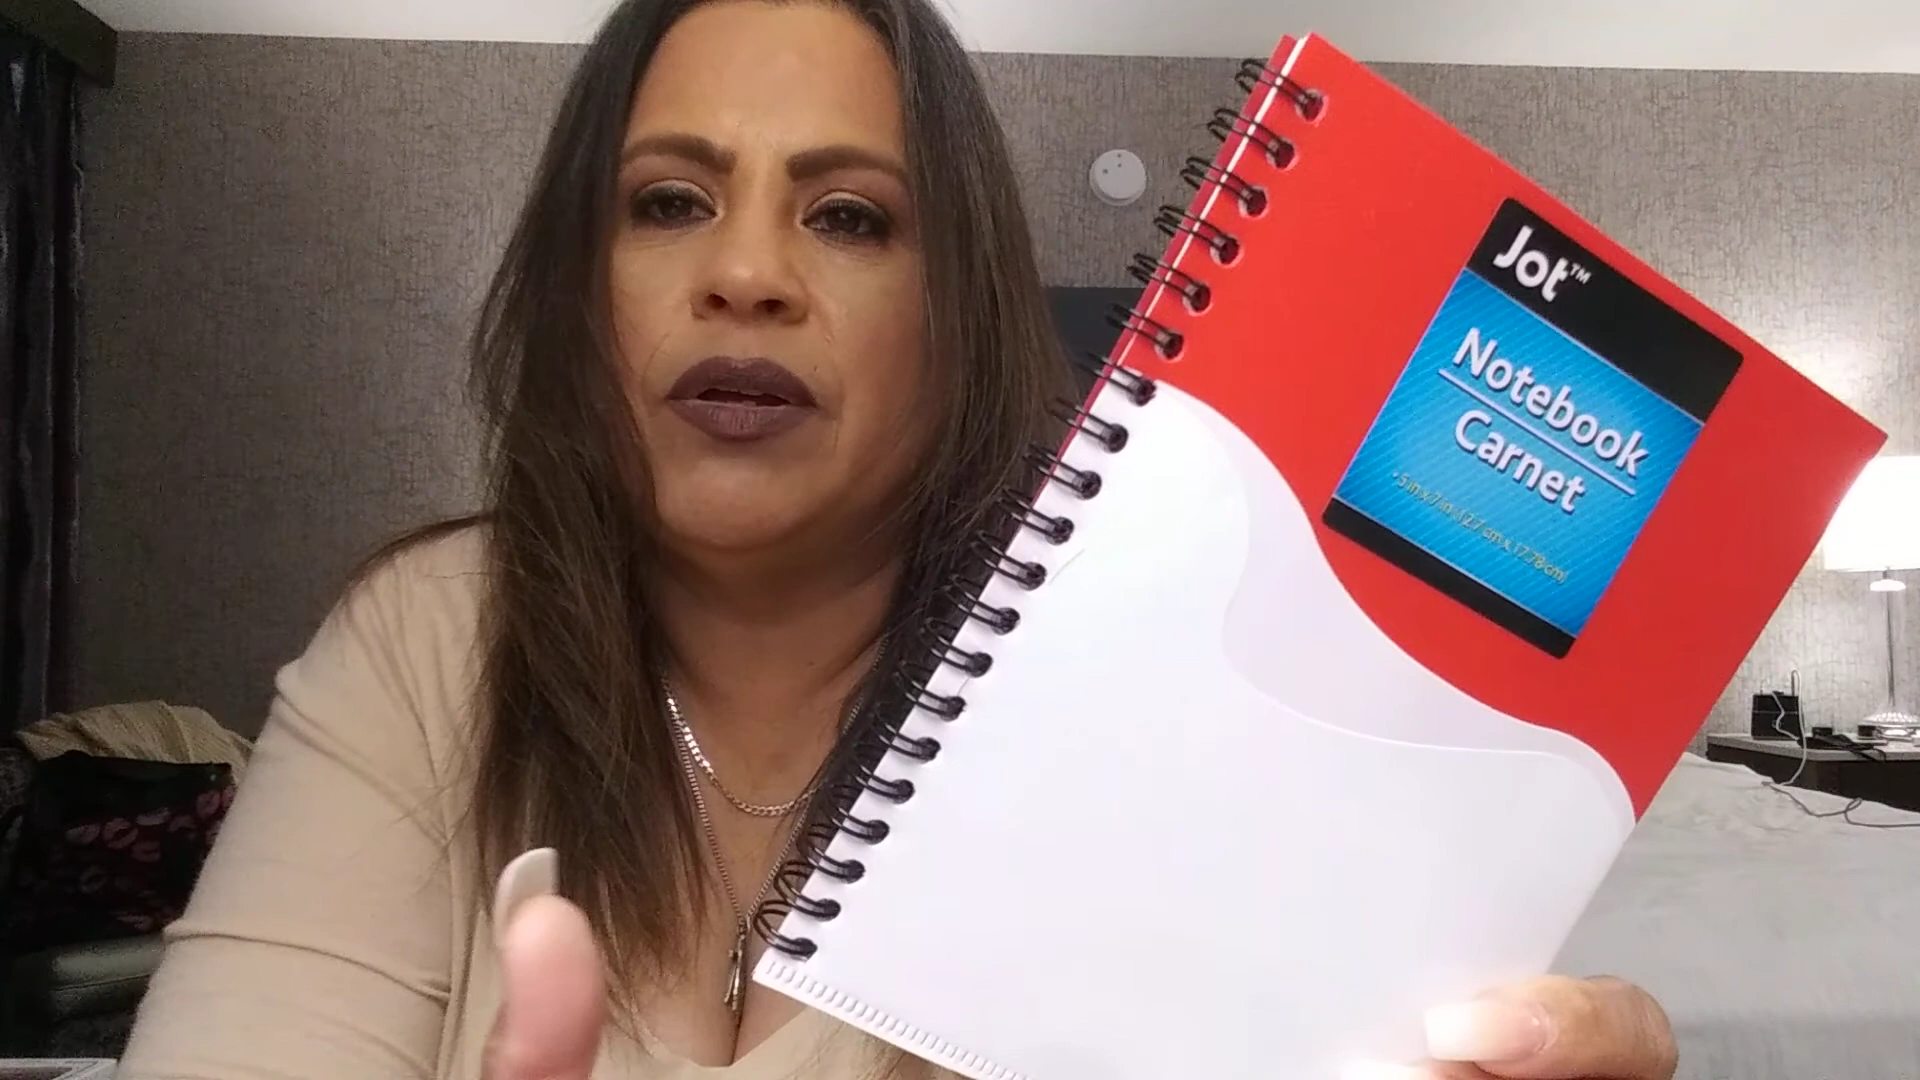 Jot™
Notebook
Carnet
*5 in x 7 in (12.7 cm x 17.78 cm)